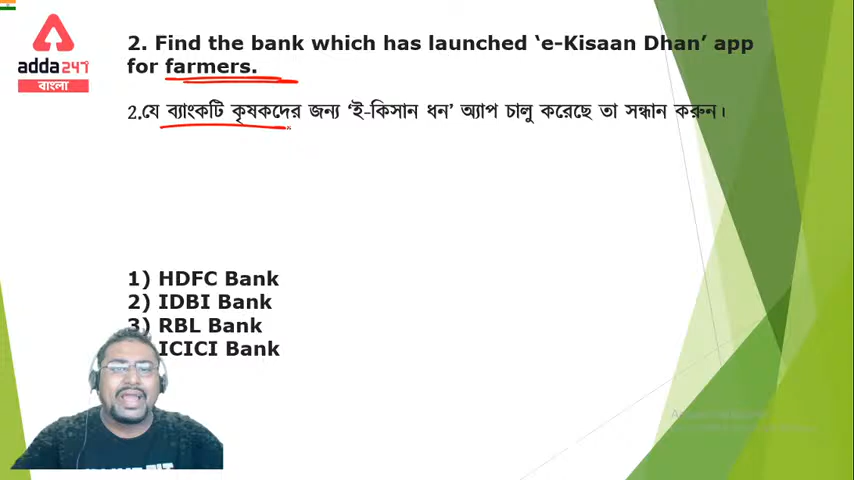 adda247
বাংলা
2. Find the bank which has launched ‘e-Kisaan Dhan’ app
for farmers.
2.যে ব্যাংকটি কৃষকদের জন্য ‘ই-কিসান ধন’ অ্যাপ চালু করেছে তা সন্ধান করুন।
1) HDFC Bank
2) IDBI Bank
3) RBL Bank
ICICI Bank